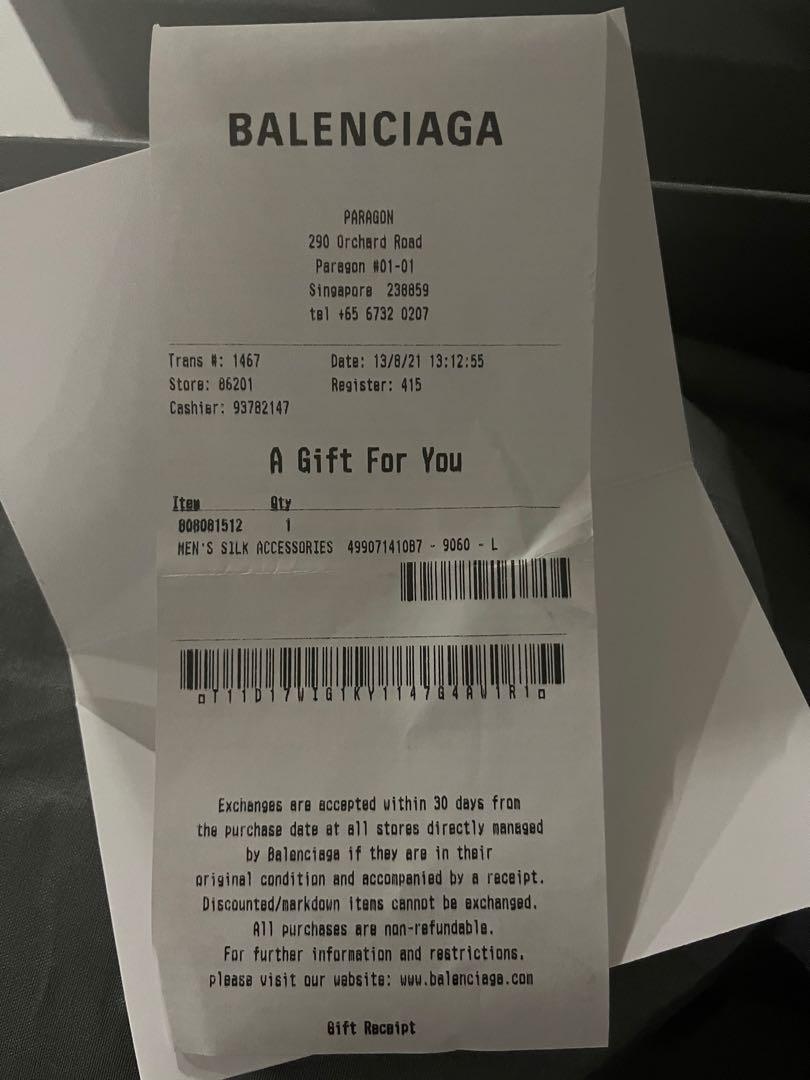 BALENCIAGA
PARAGON
290 Orchard Road
Paragon #01-01
Singapore 238859
tel +65 6732 0207
Trans #: 1467 Date: 13/8/21 13:12:55
Store: 86201 Register: 415
Cashier: 93782147
A Gift For You
Item Qty
808081512 1
MEN'S SILK ACCESSORIES 499071410B7 - 9060 - L
T11D17WIG1KY1147G4AW1R1
Exchanges are accepted within 30 days from
the purchase date at all stores directly managed
by Balenciaga if they are in their
original condition and accompanied by a receipt.
Discounted/markdown items cannot be exchanged.
All purchases are non-refundable.
For further information and restrictions,
please visit our website: www.balenciaga.com
Gift Receipt